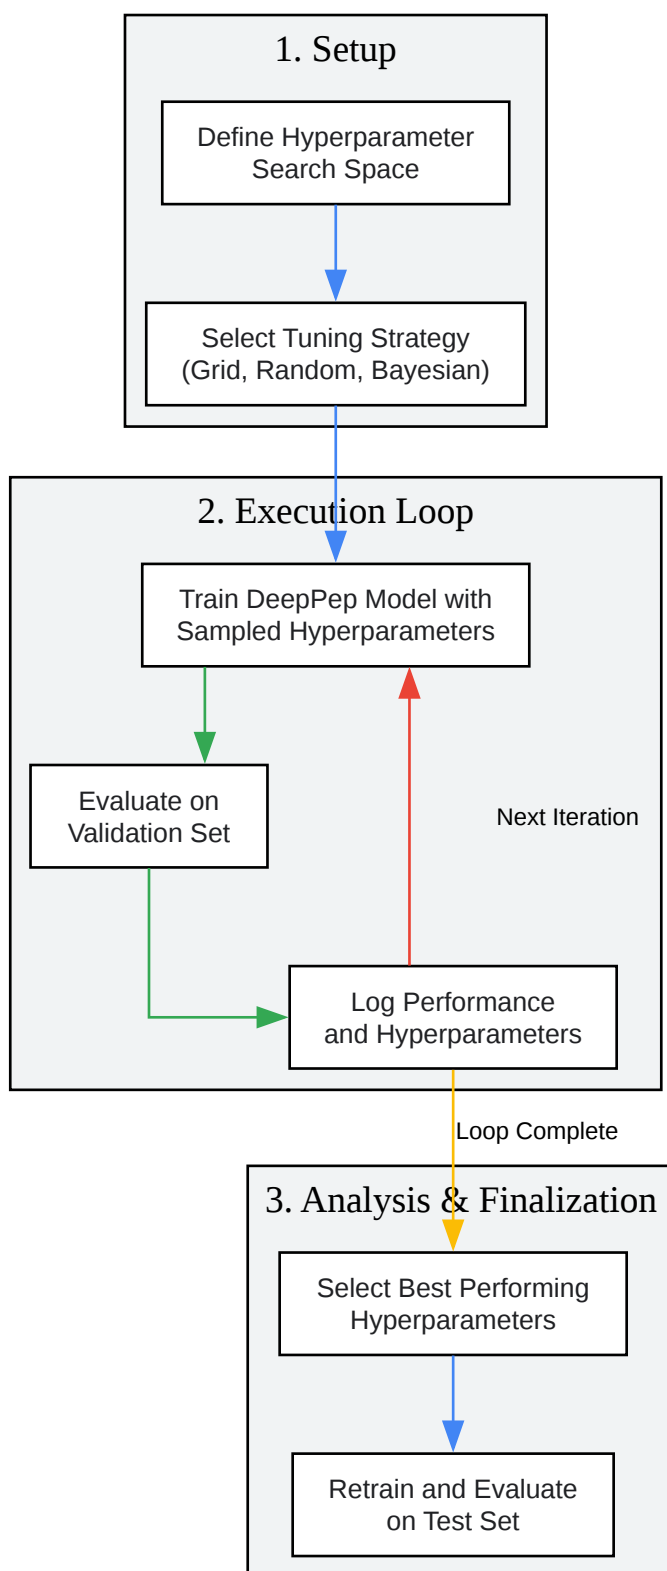 1. Setup
Define Hyperparameter
Search Space
Select Tuning Strategy
(Grid, Random, Bayesian)
2. Execution Loop
Train DeepPep Model with
Sampled Hyperparameters
Evaluate on
Validation Set
Next Iteration
Log Performance
and Hyperparameters
Loop Complete
3. Analysis & Finalization
Select Best Performing
Hyperparameters
Retrain and Evaluate
on Test Set